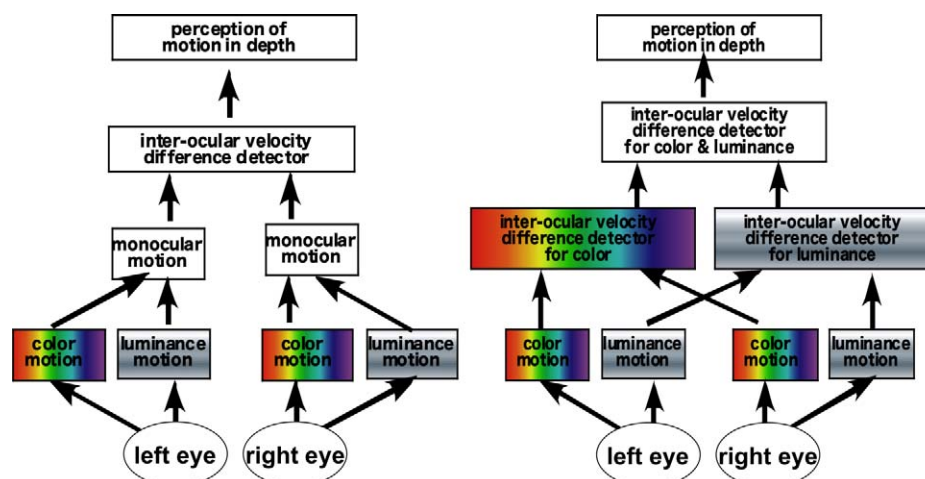 perception of
motion in depth
inter-ocular velocity
difference detector
monocular
motion
monocular
motion
color
motion
luminance
motion
color
motion
luminance
motion
left eye
right eye
perception of
motion in depth
inter-ocular velocity
difference detector
for color & luminance
inter-ocular velocity
difference detector
for color
inter-ocular velocity
difference detector
for luminance
color
motion
luminance
motion
color
motion
luminance
motion
left eye
right eye